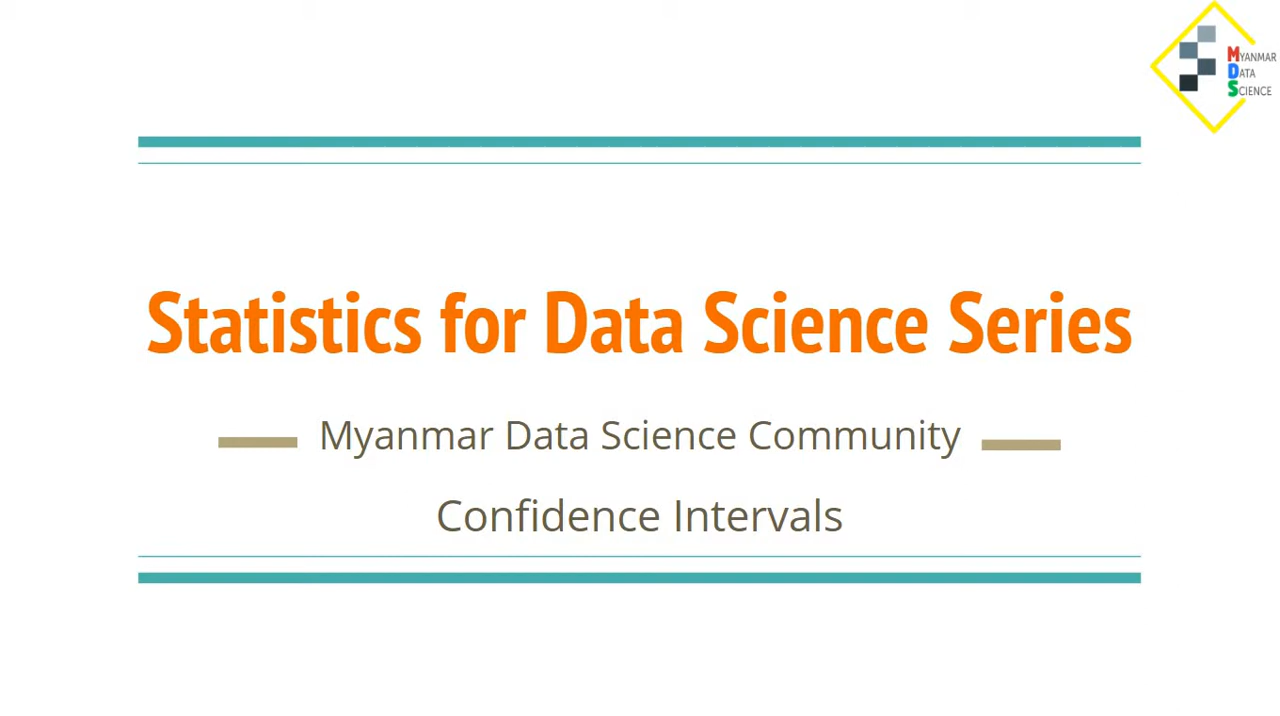 MYANMAR
DATA
SCIENCE
Statistics for Data Science Series
Myanmar Data Science Community
Confidence Intervals